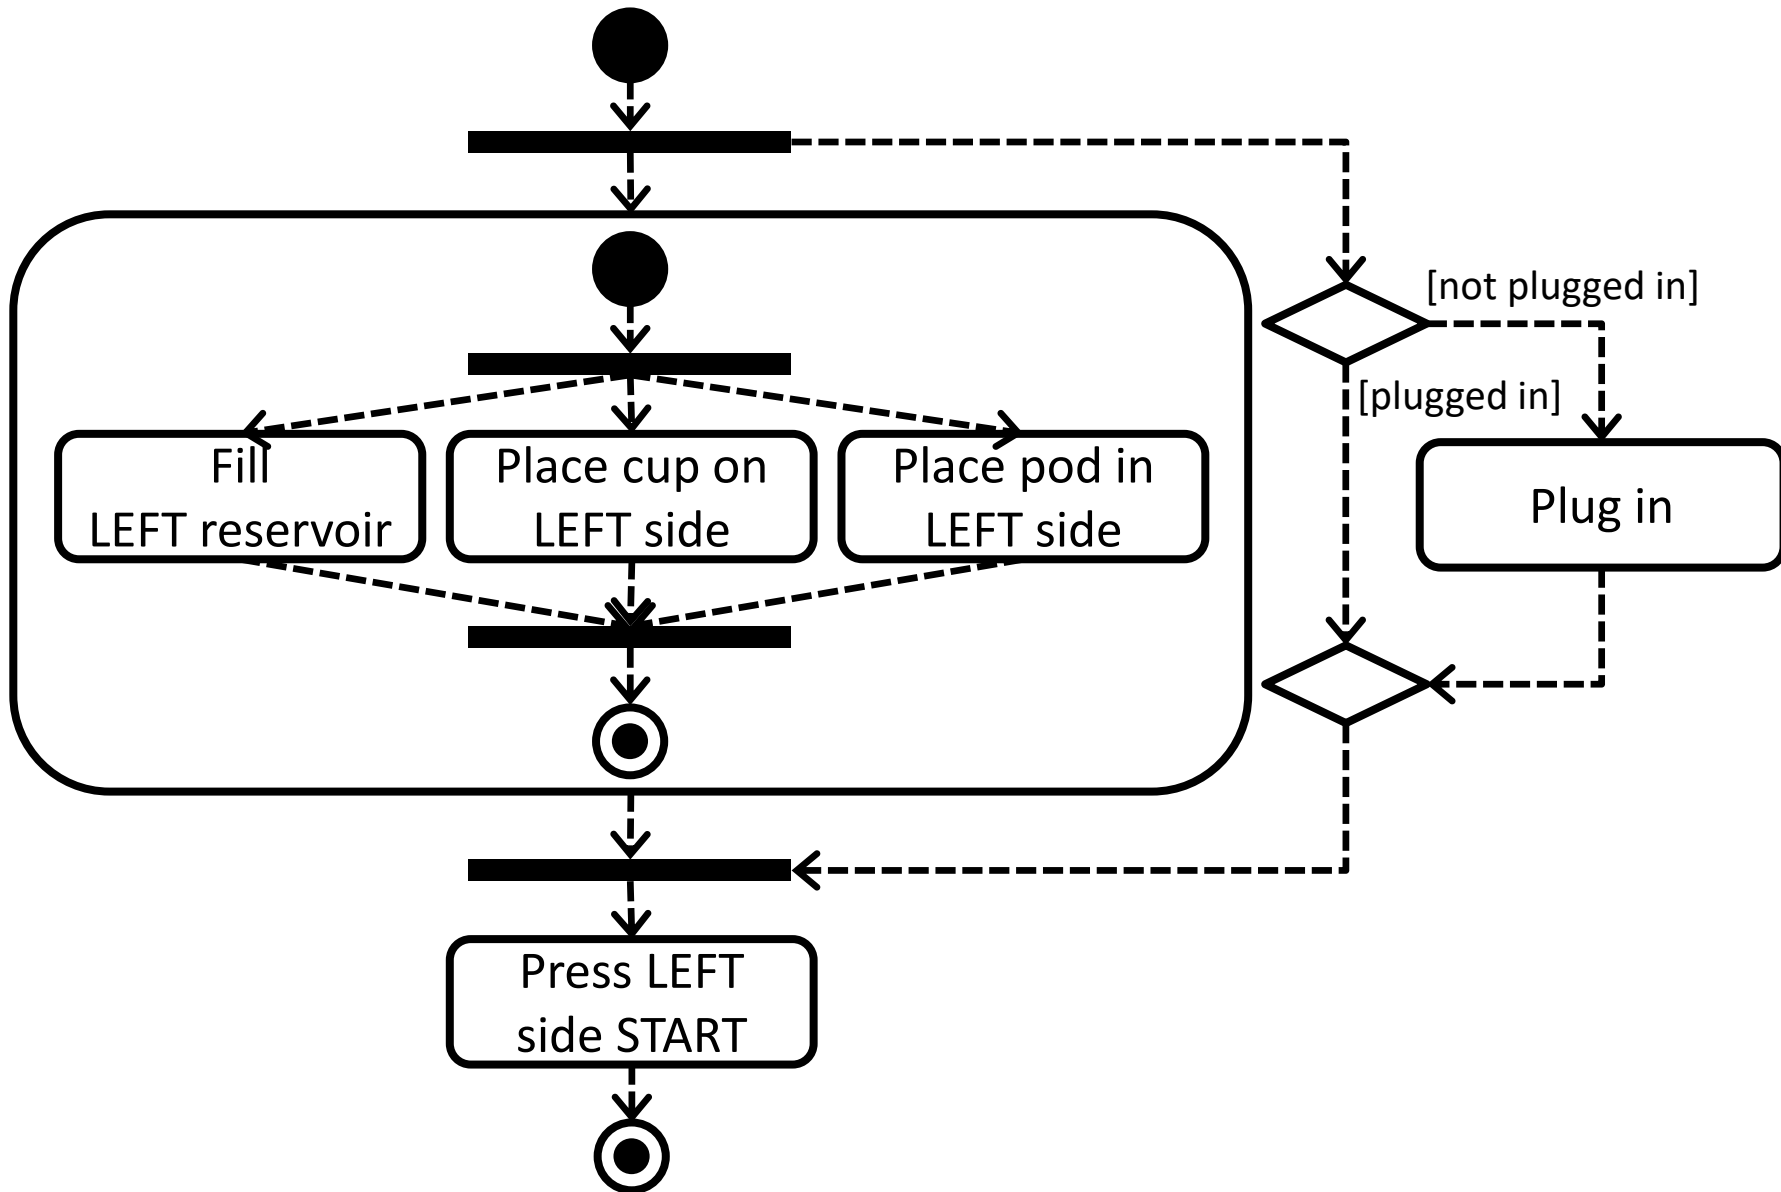 [not plugged in]
[plugged in]
Fill
LEFT reservoir
Place cup on
LEFT side
Place pod in
LEFT side
Plug in
Press LEFT
side START